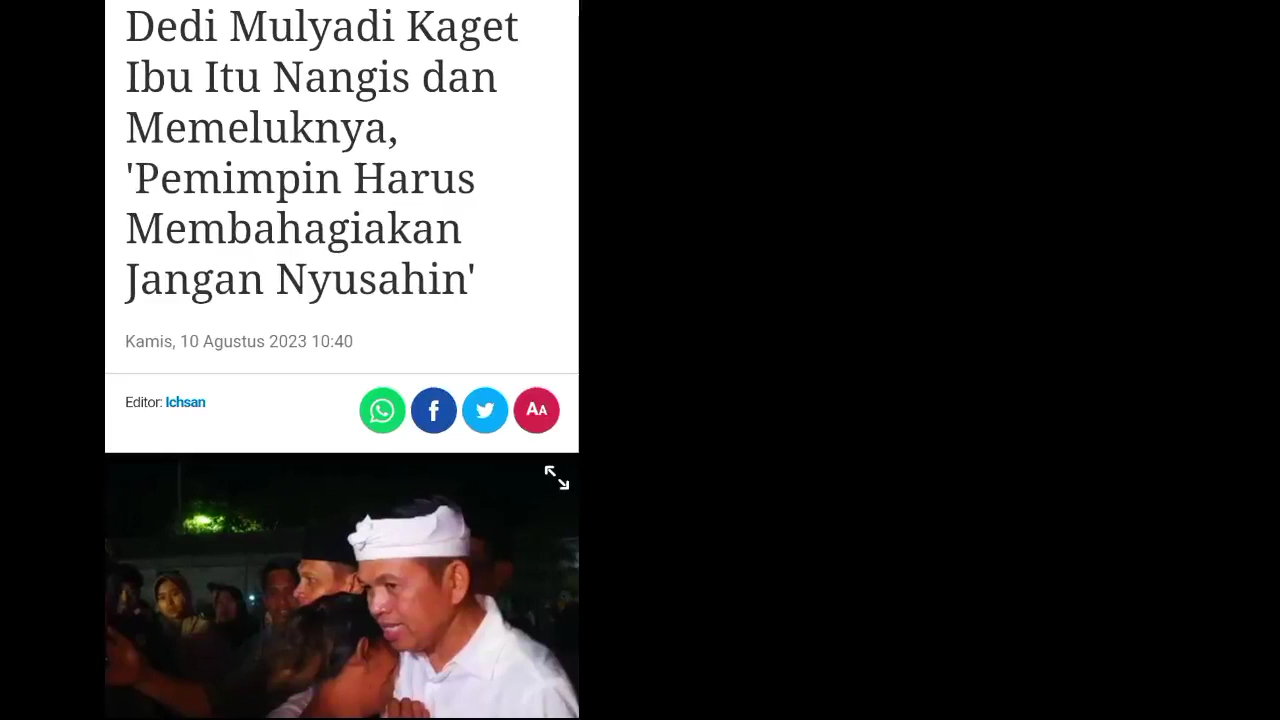 Dedi Mulyadi Kaget
Ibu Itu Nangis dan
Memeluknya,
'Pemimpin Harus
Membahagiakan
Jangan Nyusahin'
Kamis, 10 Agustus 2023 10:40
Editor: Ichsan
AA